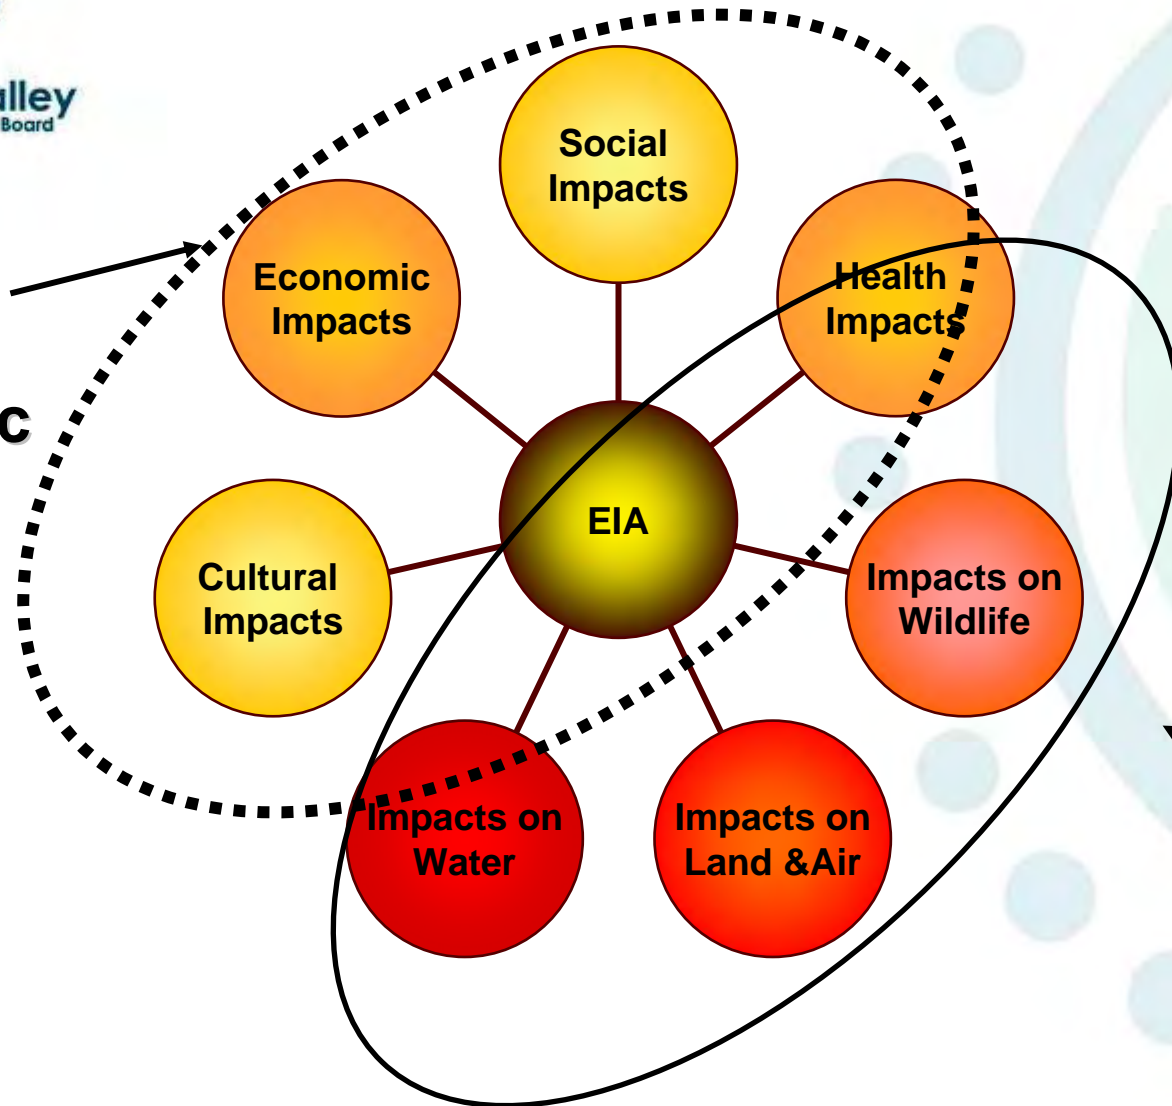 alley
Board
Social
Impacts
Economic
Impacts
Health
Impacts
c
EIA
Cultural
Impacts
Impacts on
Wildlife
Impacts on
Water
Impacts on
Land &Air